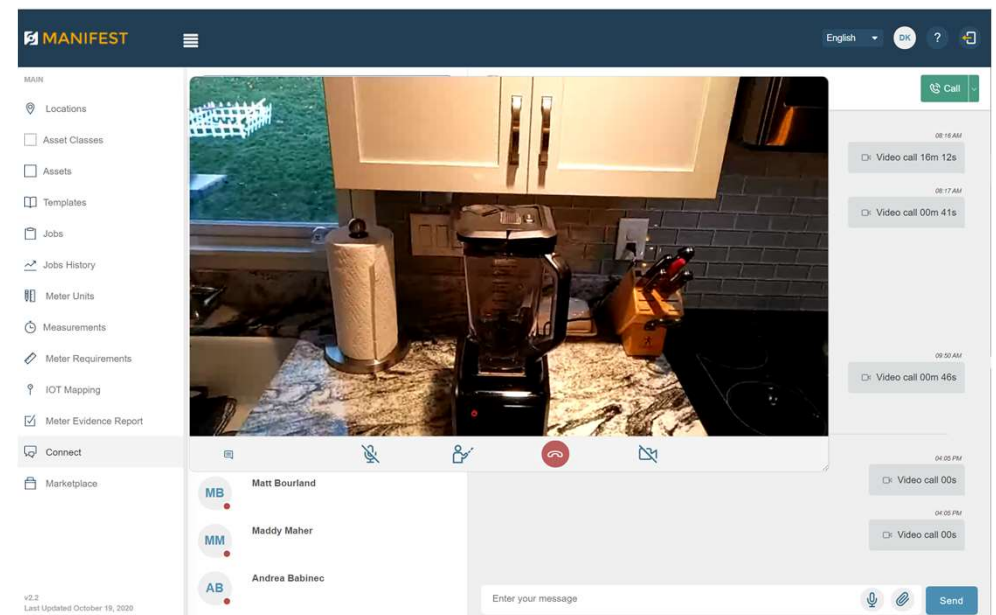 MANIFEST
English
DK
?
MAIN
Locations
Asset Classes
Assets
Templates
Jobs
Jobs History
Meter Units
Measurements
Meter Requirements
IOT Mapping
Meter Evidence Report
Connect
Marketplace
v2.2
Last Updated October 19, 2020
MB
Matt Bourland
MM
Maddy Maher
AB
Andrea Babinec
Call
08:16 AM
Video call 16m 12s
08:17 AM
Video call 00m 41s
09:50 AM
Video call 00m 46s
04:05 PM
Video call 00s
04:05 PM
Video call 00s
Enter your message
Send